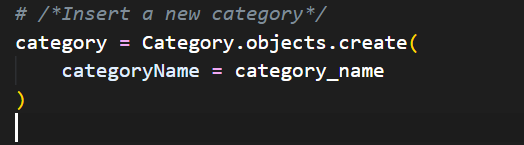 # /*Insert a new category*/
category = Category.objects.create(
    categoryName = category_name
)